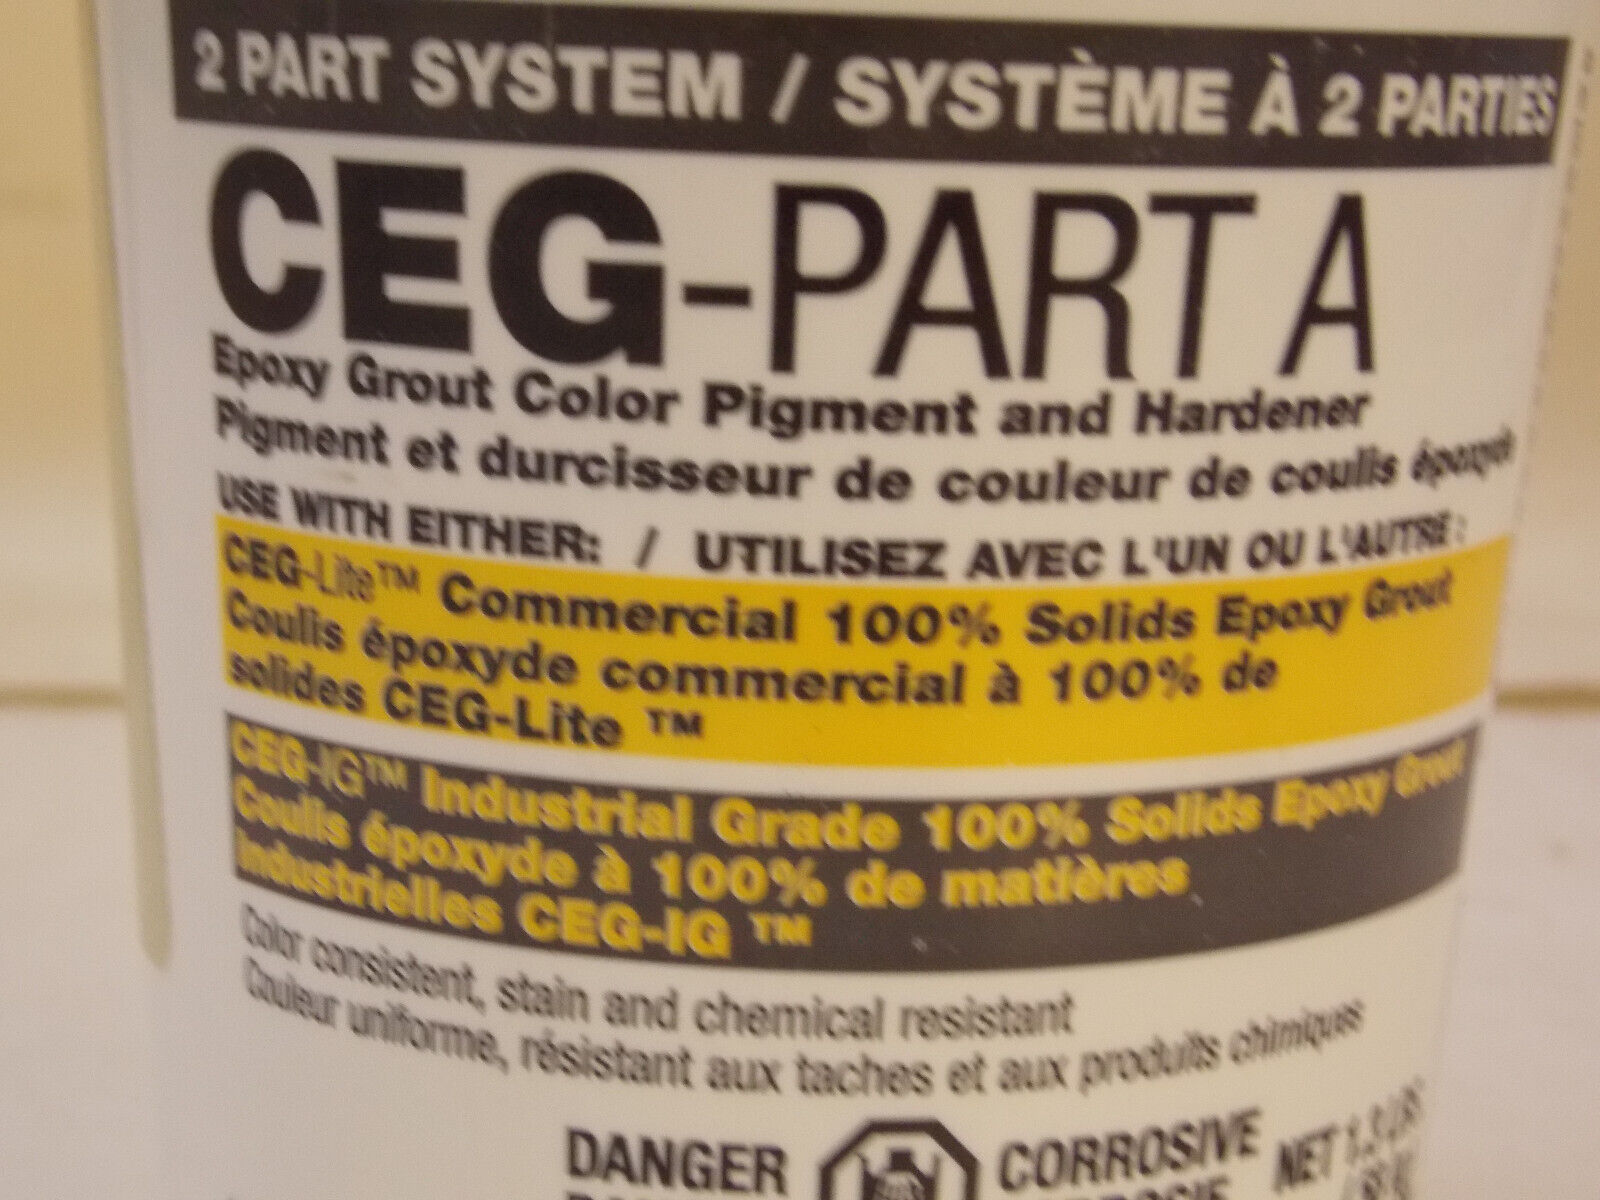 2 PART SYSTEM / SYSTÈME À 2 PARTIES
CEG-PART A
Epoxy Grout Color Pigment and Hardener
Pigment et durcisseur de couleur de coulis époxyde
USE WITH EITHER: / UTILISEZ AVEC L'UN OU L'AUTRE :
CEG-Lite™ Commercial 100% Solids Epoxy Grout
Coulis époxyde commercial à 100% de
solides CEG-Lite ™
CEG-IG™ Industrial Grade 100% Solids Epoxy Grout
Coulis époxyde à 100% de matières
Industrielles CEG-IG ™
Color consistent, stain and chemical resistant
Couleur uniforme, résistant aux taches et aux produits chimiques
DANGER CORROSIVE NET 1.3 LBS